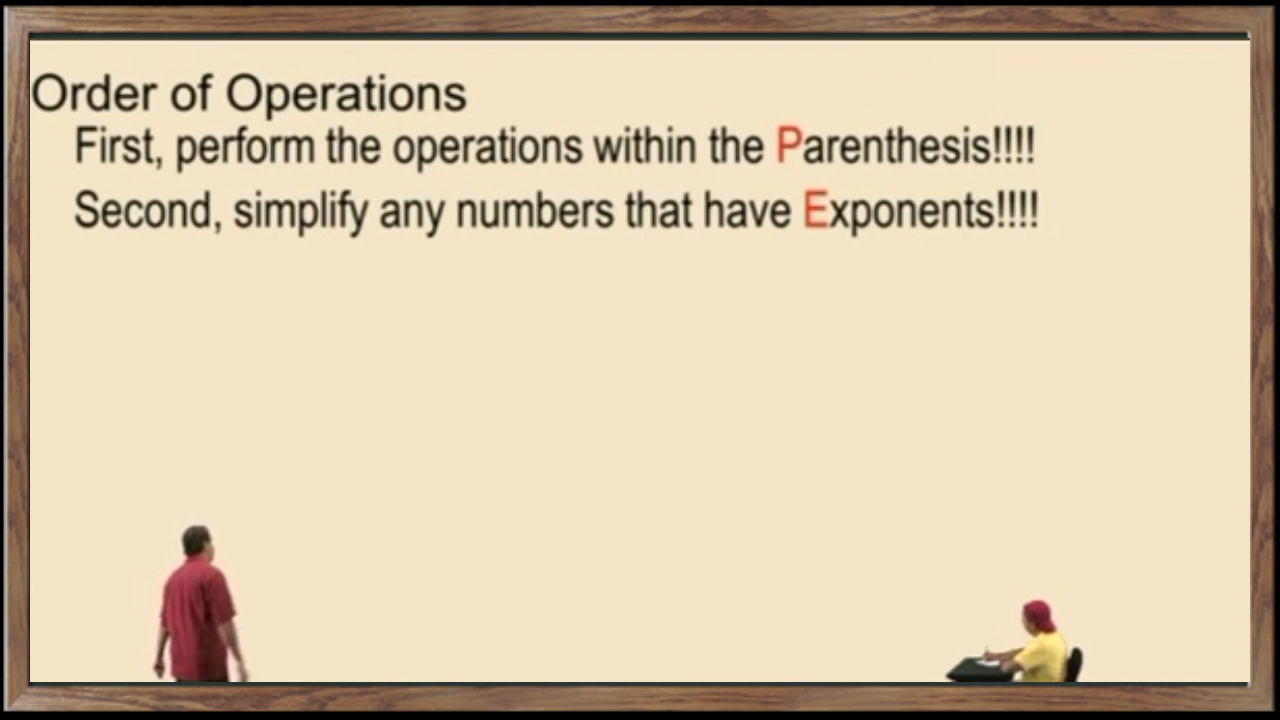 Order of Operations
First, perform the operations within the Parenthesis!!!!
Second, simplify any numbers that have Exponents!!!!